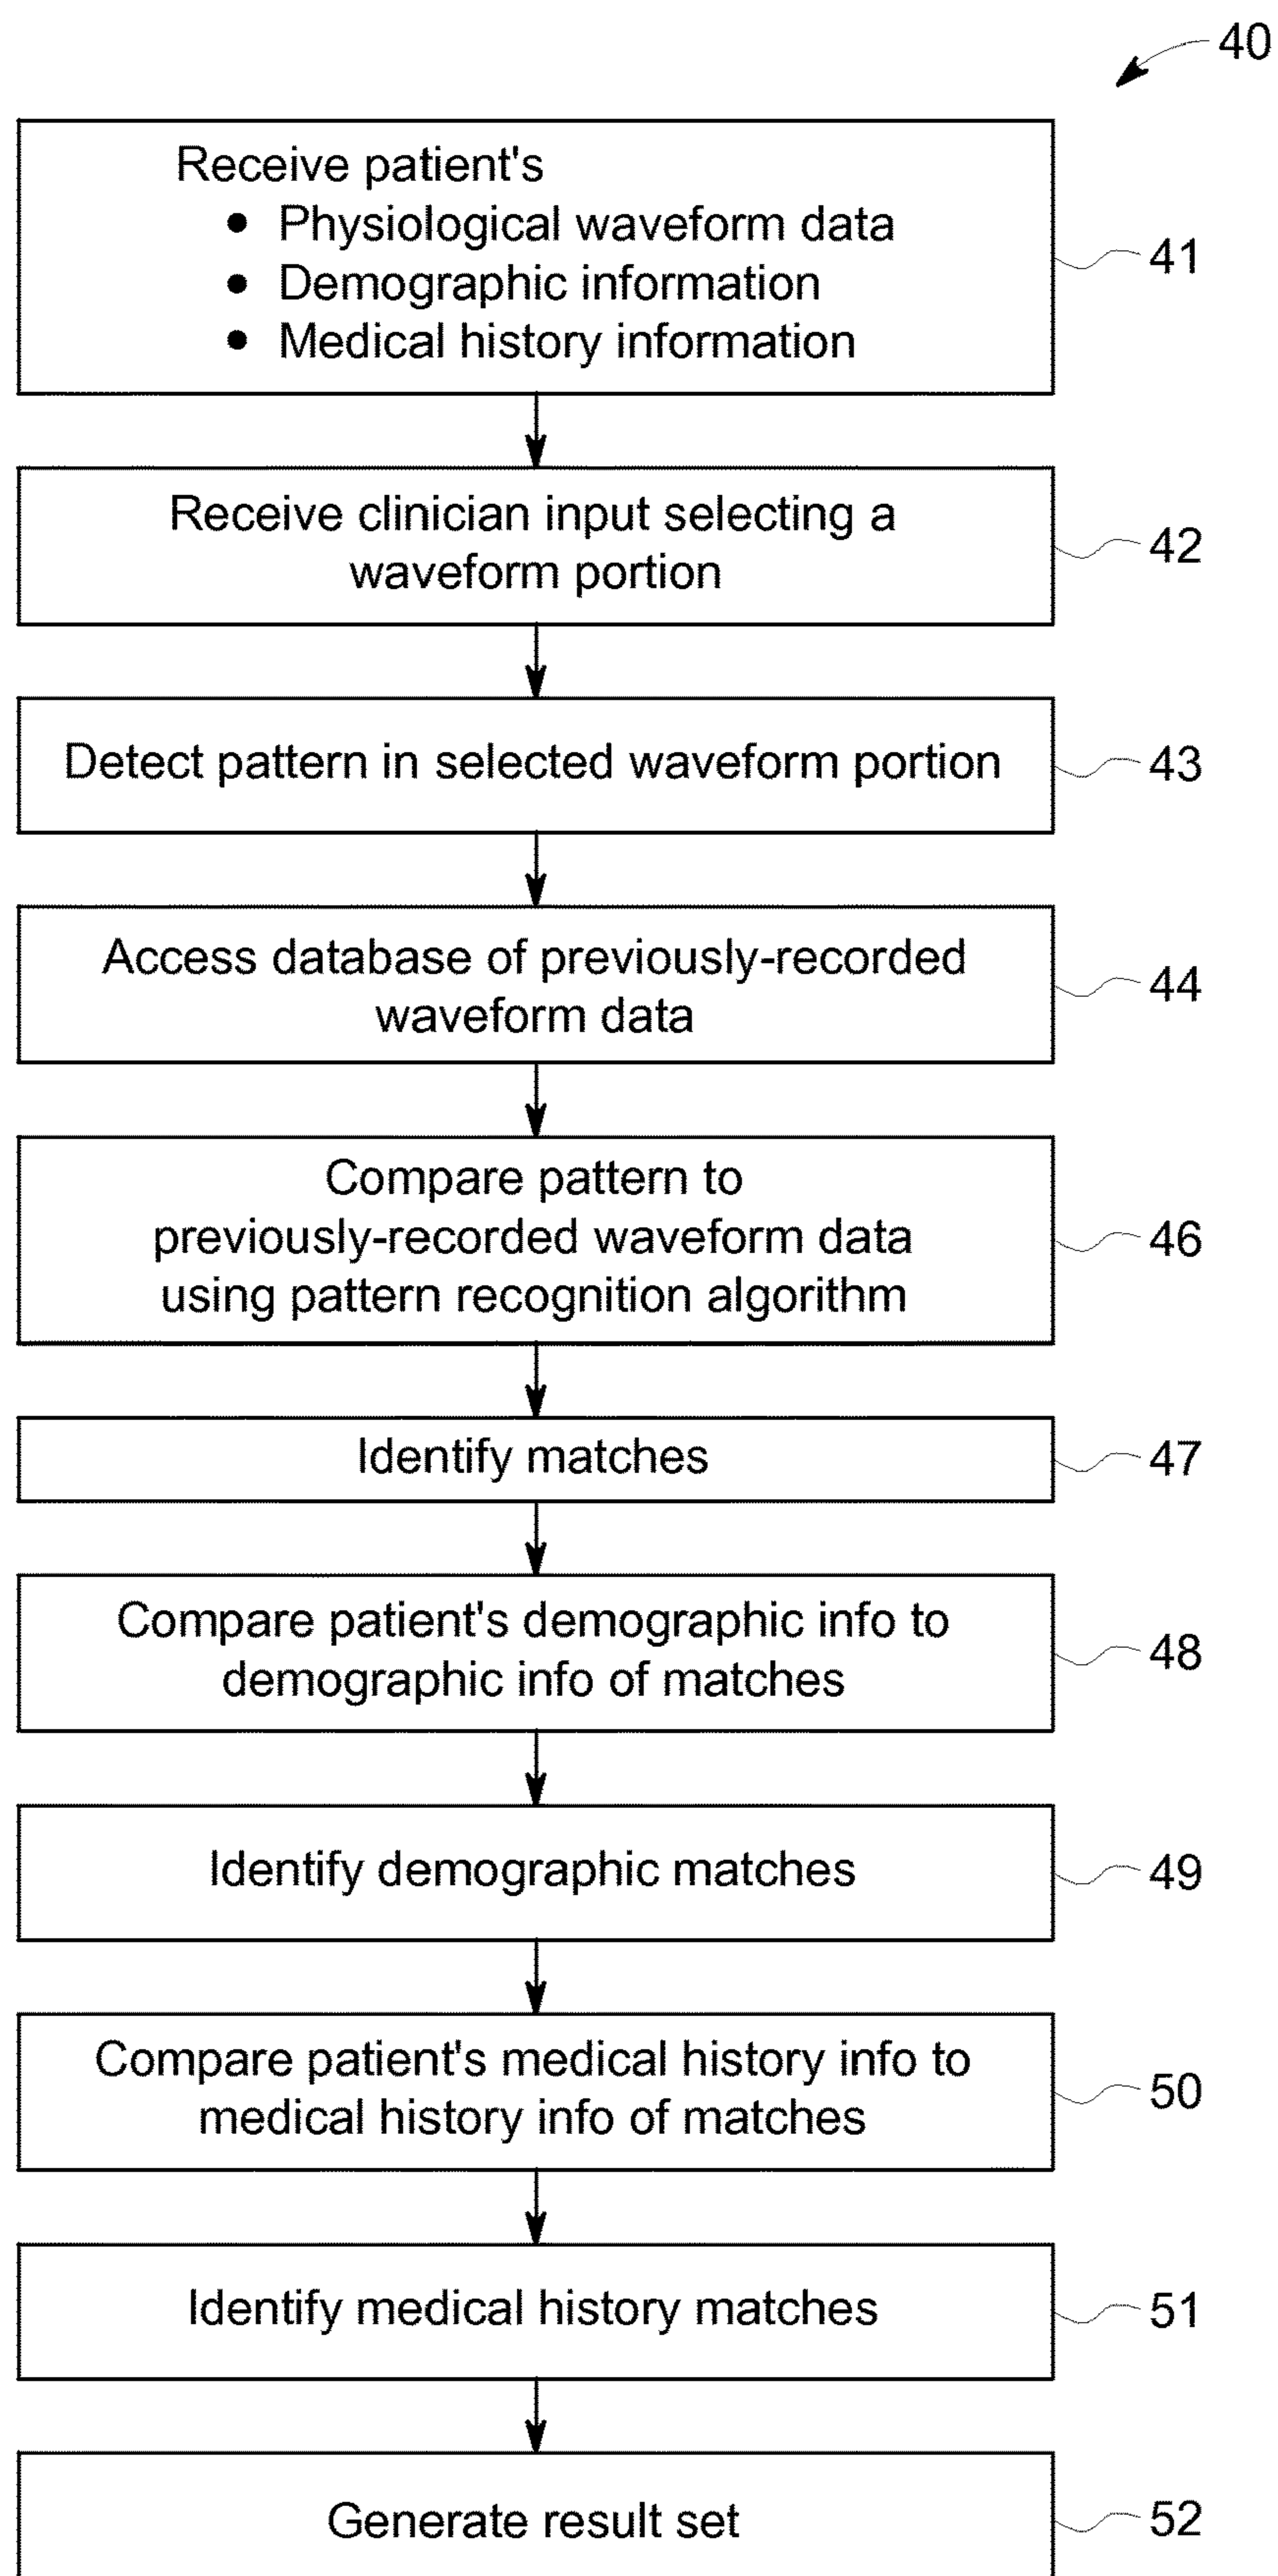 40
Receive patient's
• Physiological waveform data
• Demographic information
• Medical history information
41
Receive clinician input selecting a
waveform portion
42
Detect pattern in selected waveform portion
43
Access database of previously-recorded
waveform data
44
Compare pattern to
previously-recorded waveform data
using pattern recognition algorithm
46
Identify matches
47
Compare patient's demographic info to
demographic info of matches
48
Identify demographic matches
49
Compare patient's medical history info to
medical history info of matches
50
Identify medical history matches
51
Generate result set
52